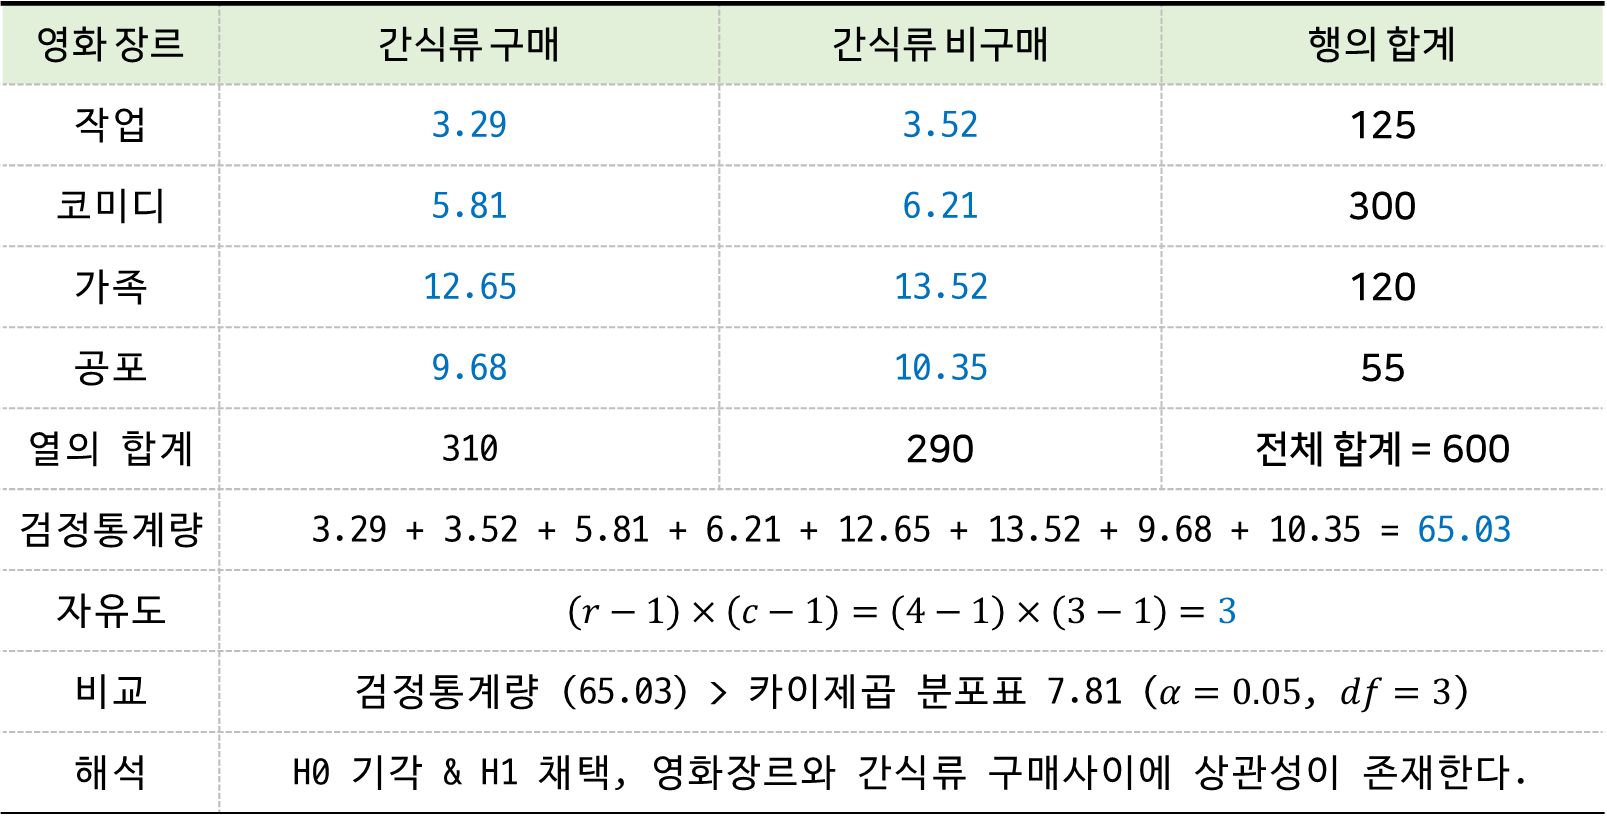 영화 장르 간식류 구매 간식류 비구매 행의 합계
작업 3.29 3.52 125
코미디 5.81 6.21 300
가족 12.65 13.52 120
공포 9.68 10.35 55
열의 합계 310 290 전체 합계 = 600
검정통계량 3.29 + 3.52 + 5.81 + 6.21 + 12.65 + 13.52 + 9.68 + 10.35 = 65.03
자유도 (r − 1) × (c − 1) = (4 − 1) × (3 − 1) = 3
비교 검정통계량 (65.03) > 카이제곱 분포표 7.81 (α = 0.05, df = 3)
해석 H0 기각 & H1 채택, 영화장르와 간식류 구매사이에 상관성이 존재한다.